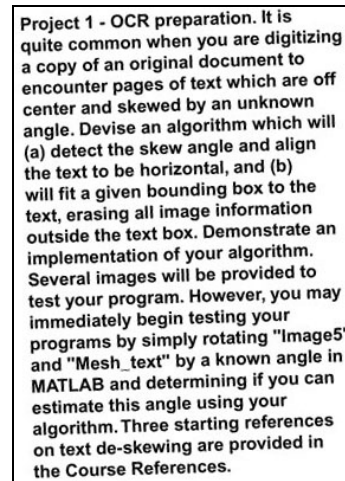 Project 1 - OCR preparation. It is
quite common when you are digitizing
a copy of an original document to
encounter pages of text which are off
center and skewed by an unknown
angle. Devise an algorithm which will
(a) detect the skew angle and align
the text to be horizontal, and (b)
will fit a given bounding box to the
text, erasing all image information
outside the text box. Demonstrate an
implementation of your algorithm.
Several images will be provided to
test your program. However, you may
immediately begin testing your
programs by simply rotating "Image5"
and "Mesh_text" by a known angle in
MATLAB and determining if you can
estimate this angle using your
algorithm. Three starting references
on text de-skewing are provided in
the Course References.